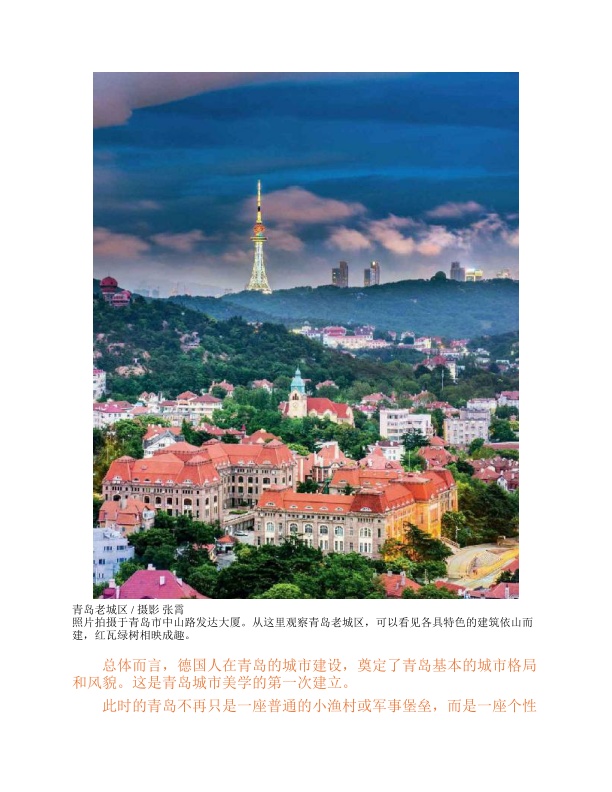 青岛老城区 / 摄影 张霄
照片拍摄于青岛市中山路发达大厦。从这里观察青岛老城区，可以看见各具特色的建筑依山而
建，红瓦绿树相映成趣。
总体而言，德国人在青岛的城市建设，奠定了青岛基本的城市格局
和风貌。这是青岛城市美学的第一次建立。
此时的青岛不再只是一座普通的小渔村或军事堡垒，而是一座个性